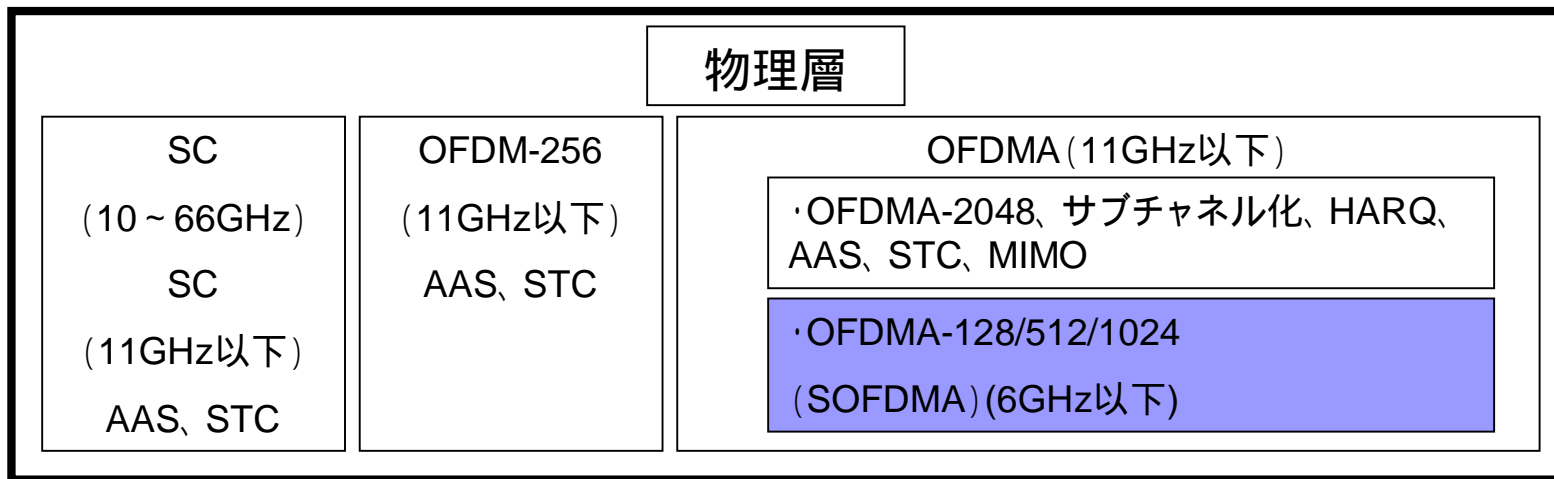 物理層
SC
(10~66GHz)
SC
(11GHz以下)
AAS、STC
OFDM-256
(11GHz以下)
AAS、STC
OFDMA(11GHz以下)
・OFDMA-2048、サブチャネル化、HARQ、
AAS、STC、MIMO
・OFDMA-128/512/1024
(SOFDMA)(6GHz以下)